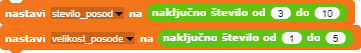 nastavi stevilo_posod na naključno število od 3 do 10
nastavi velikost_posode na naključno število od 1 do 5